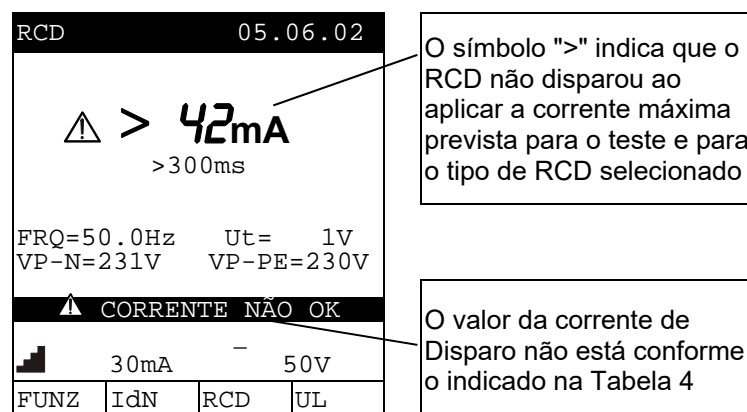 RCD 05.06.02
> 42mA
>300ms
FRQ=50.0Hz Ut= 1V
VP-N=231V VP-PE=230V
CORRENTE NÃO OK
30mA 50V
FUNZ IdN RCD UL
O símbolo ">" indica que o
RCD não disparou ao
aplicar a corrente máxima
prevista para o teste e para
o tipo de RCD selecionado
O valor da corrente de
Disparo não está conforme
o indicado na Tabela 4